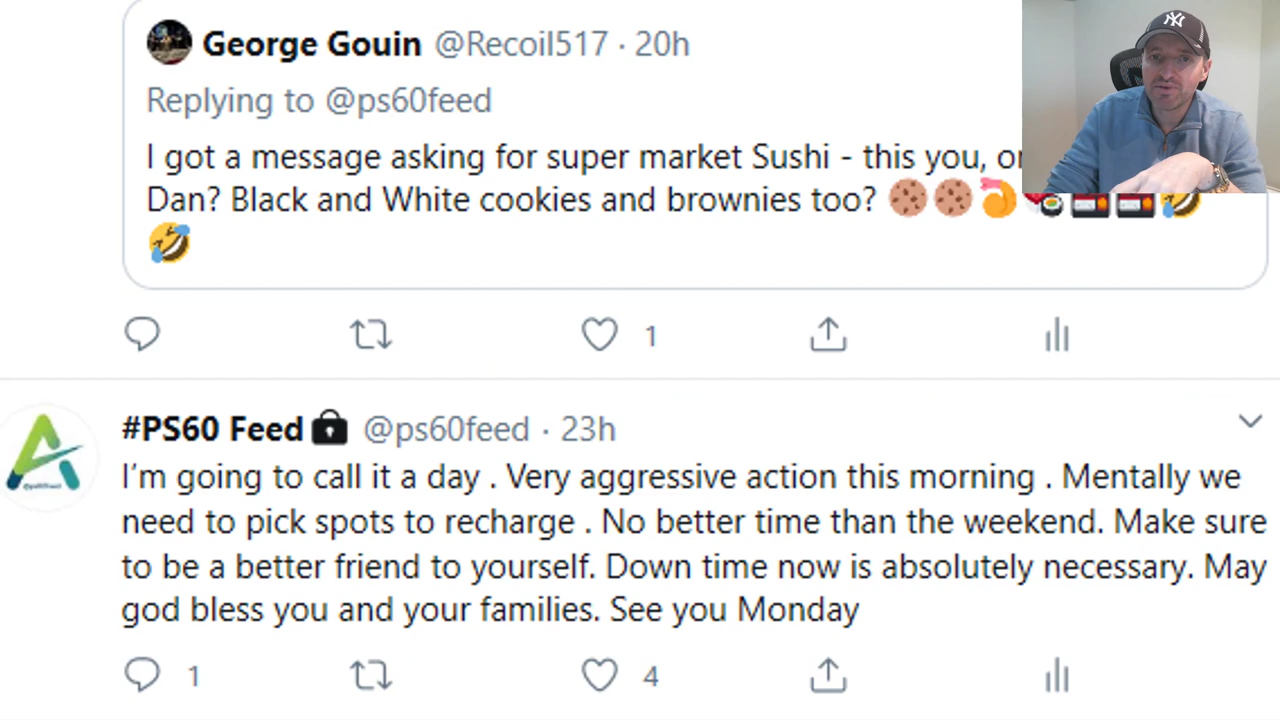 George Gouin @Recoil517 · 20h
Replying to @ps60feed
I got a message asking for super market Sushi - this you, or
Dan? Black and White cookies and brownies too? 🍪🍪🍤🍣🍱🍱🤣
🤣
1
#PS60 Feed🔒 @ps60feed · 23h
I'm going to call it a day . Very aggressive action this morning . Mentally we
need to pick spots to recharge . No better time than the weekend. Make sure
to be a better friend to yourself. Down time now is absolutely necessary. May
god bless you and your families. See you Monday
1 4